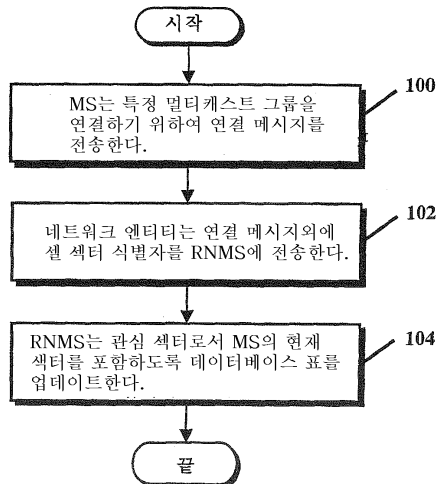 시작
MS는 특정 멀티캐스트 그룹을
연결하기 위하여 연결 메시지를
전송한다.
100
네트워크 엔티티는 연결 메시지외에
셀 섹터 식별자를 RNMS에 전송한다.
102
RNMS는 관심 섹터로서 MS의 현재
색터를 포함하도록 데이터베이스 표를
업데이트한다.
104
끝